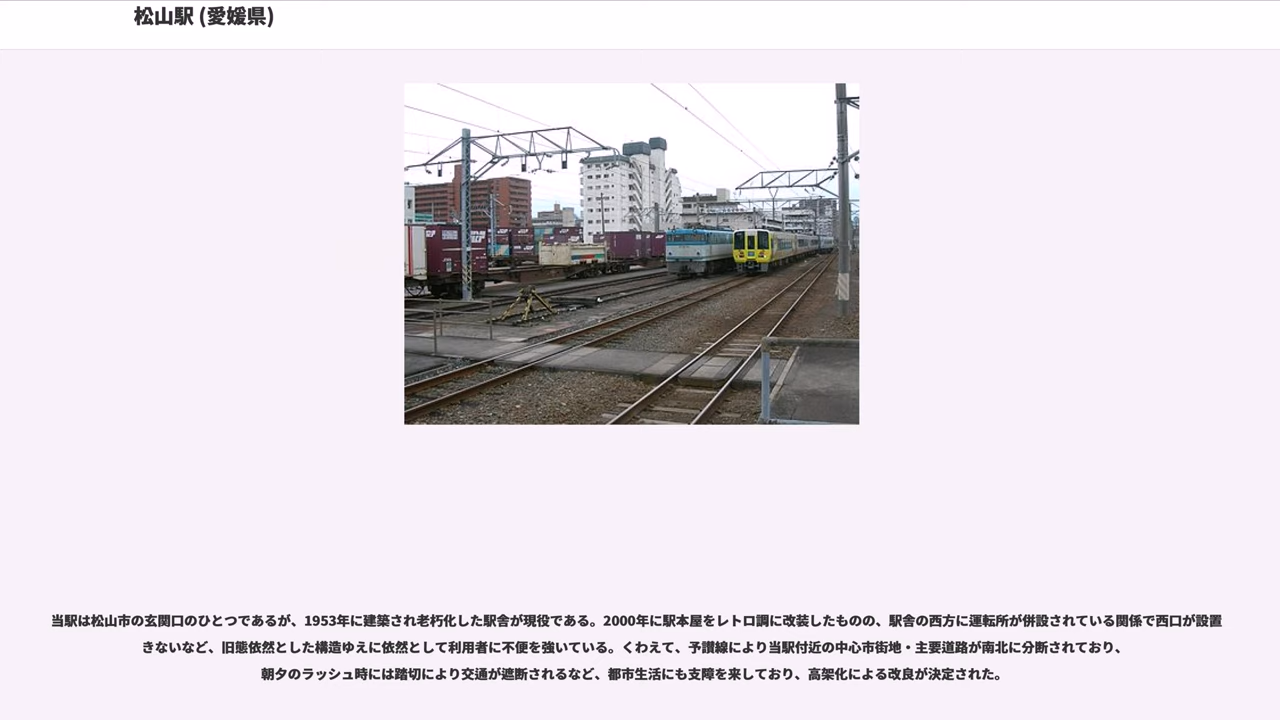 松山駅 (愛媛県)
当駅は松山市の玄関口のひとつであるが、1953年に建築され老朽化した駅舎が現役である。2000年に駅本屋をレトロ調に改装したものの、駅舎の西方に運転所が併設されている関係で西口が設置
きないなど、旧態依然とした構造ゆえに依然として利用者に不便を強いている。くわえて、予讃線により当駅付近の中心市街地・主要道路が南北に分断されており、
朝夕のラッシュ時には踏切により交通が遮断されるなど、都市生活にも支障を来しており、高架化による改良が決定された。